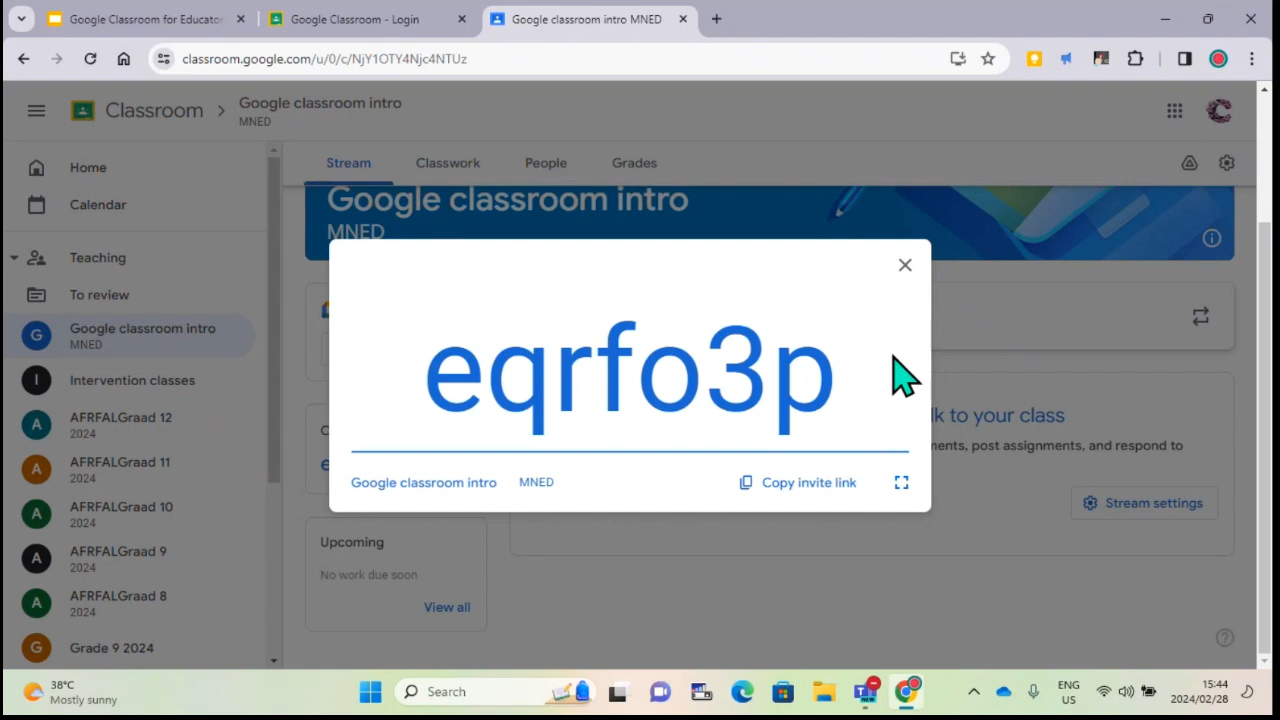 Google Classroom for Educator
Google Classroom - Login
Google classroom intro MNED
classroom.google.com/u/0/c/NjY1OTY4Njc4NTUz
Classroom
Google classroom intro
MNED
Home
Calendar
Teaching
To review
Google classroom intro
MNED
Intervention classes
AFRFALGraad 12
2024
AFRFALGraad 11
2024
AFRFALGraad 10
2024
AFRFALGraad 9
2024
AFRFALGraad 8
2024
Grade 9 2024
Stream Classwork People Grades
Google classroom intro
MNED
eqrfo3p
Google classroom intro MNED Copy invite link
lk to your class
ments, post assignments, and respond to
Stream settings
Upcoming
No work due soon
View all
38°C
Mostly sunny
Search
NEW
ENG
US
15:44
2024/02/28